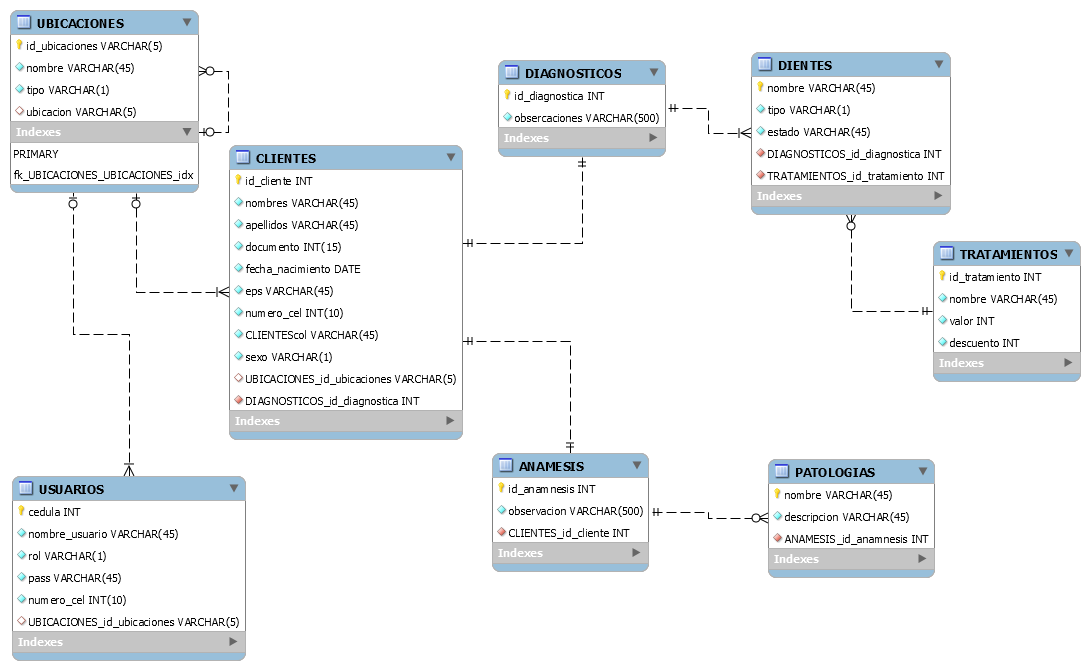 UBICACIONES
id_ubicaciones VARCHAR(5)
nombre VARCHAR(45)
tipo VARCHAR(1)
ubicacion VARCHAR(5)
Indexes
PRIMARY
fk_UBICACIONES_UBICACIONES_idx
CLIENTES
id_cliente INT
nombres VARCHAR(45)
apellidos VARCHAR(45)
documento INT(15)
fecha_nacimiento DATE
eps VARCHAR(45)
numero_cel INT(10)
CLIENTEScol VARCHAR(45)
sexo VARCHAR(1)
UBICACIONES_id_ubicaciones VARCHAR(5)
DIAGNOSTICOS_id_diagnostica INT
Indexes
DIAGNOSTICOS
id_diagnostica INT
obsercaciones VARCHAR(500)
Indexes
DIENTES
nombre VARCHAR(45)
tipo VARCHAR(1)
estado VARCHAR(45)
DIAGNOSTICOS_id_diagnostica INT
TRATAMIENTOS_id_tratamiento INT
Indexes
TRATAMIENTOS
id_tratamiento INT
nombre VARCHAR(45)
valor INT
descuento INT
Indexes
USUARIOS
cedula INT
nombre_usuario VARCHAR(45)
rol VARCHAR(1)
pass VARCHAR(45)
numero_cel INT(10)
UBICACIONES_id_ubicaciones VARCHAR(5)
Indexes
ANAMESIS
id_anamnesis INT
observacion VARCHAR(500)
CLIENTES_id_cliente INT
Indexes
PATOLOGIAS
nombre VARCHAR(45)
descripcion VARCHAR(45)
ANAMESIS_id_anamnesis INT
Indexes